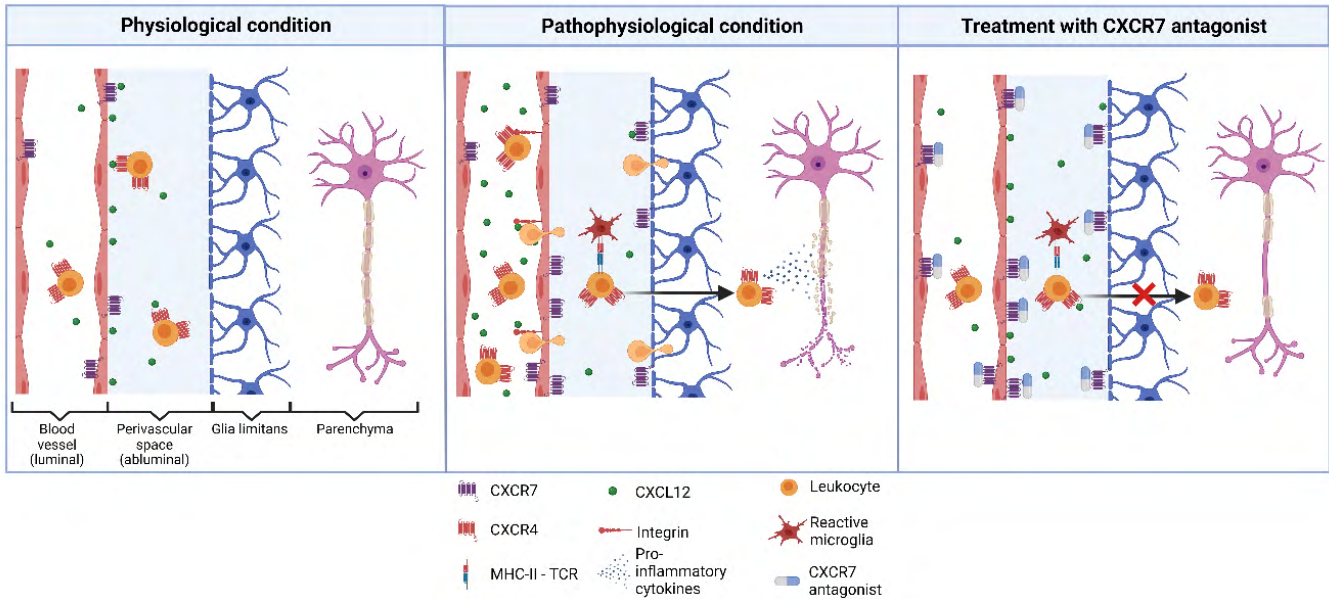 Physiological condition
Pathophysiological condition
Treatment with CXCR7 antagonist
Blood
vessel
(luminal)
Perivascular
space
(abluminal)
Glia limitans
Parenchyma
CXCR7
CXCL12
Leukocyte
CXCR4
Integrin
Reactive
microglia
MHC-II - TCR
Pro-
inflammatory
cytokines
CXCR7
antagonist